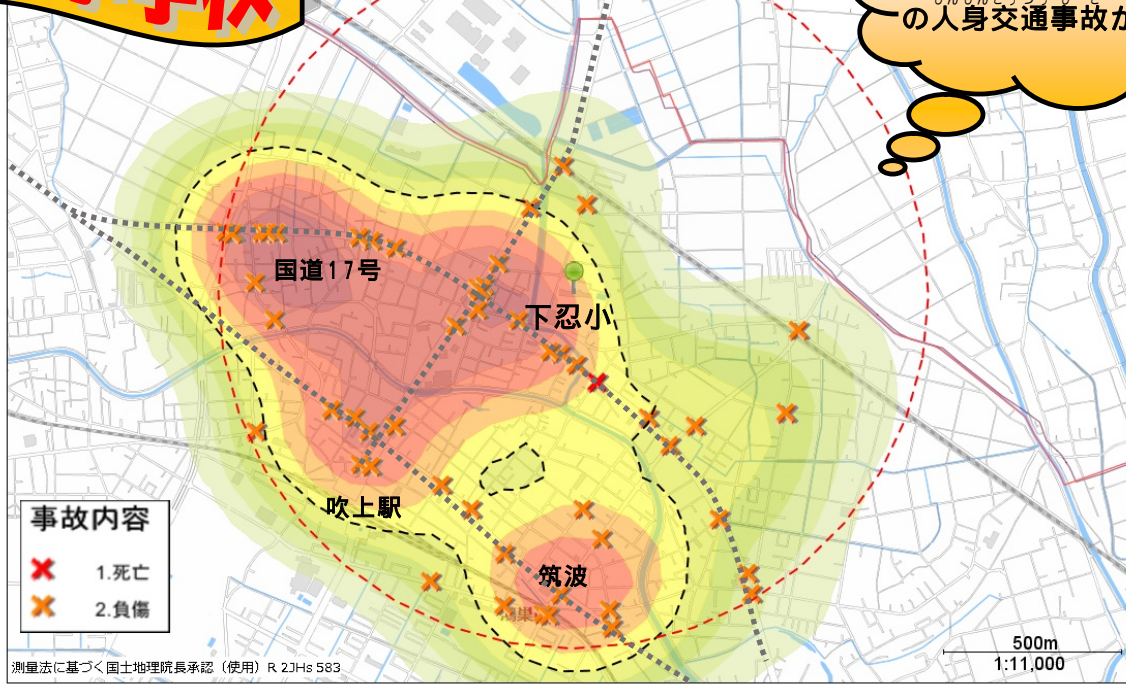 の人身交通事故が
国道17号
下忍小
吹上駅
筑波
事故内容
1.死亡
2.負傷
500m
1:11,000
測量法に基づく国土地理院長承認（使用）R 2JHs 583